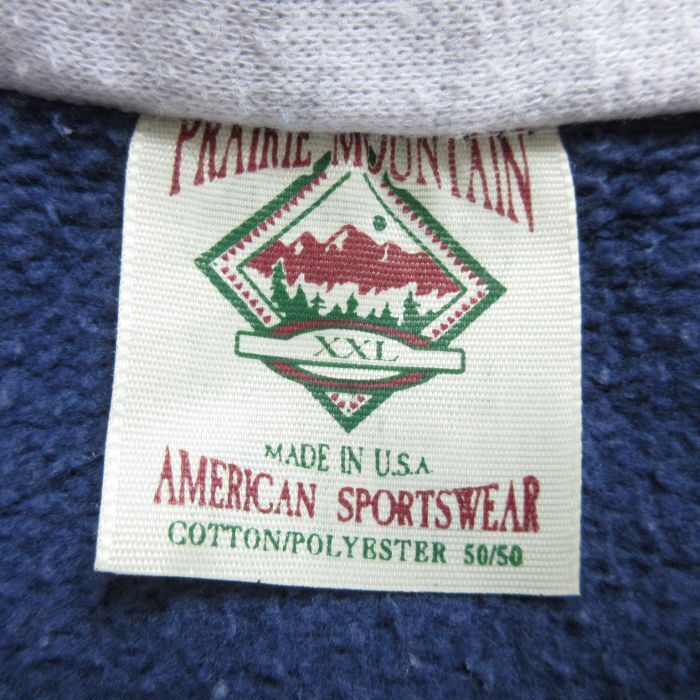 PRAIRIE MOUNTAIN
XXL
MADE IN U.S.A
AMERICAN SPORTSWEAR
COTTON/POLYESTER 50/50